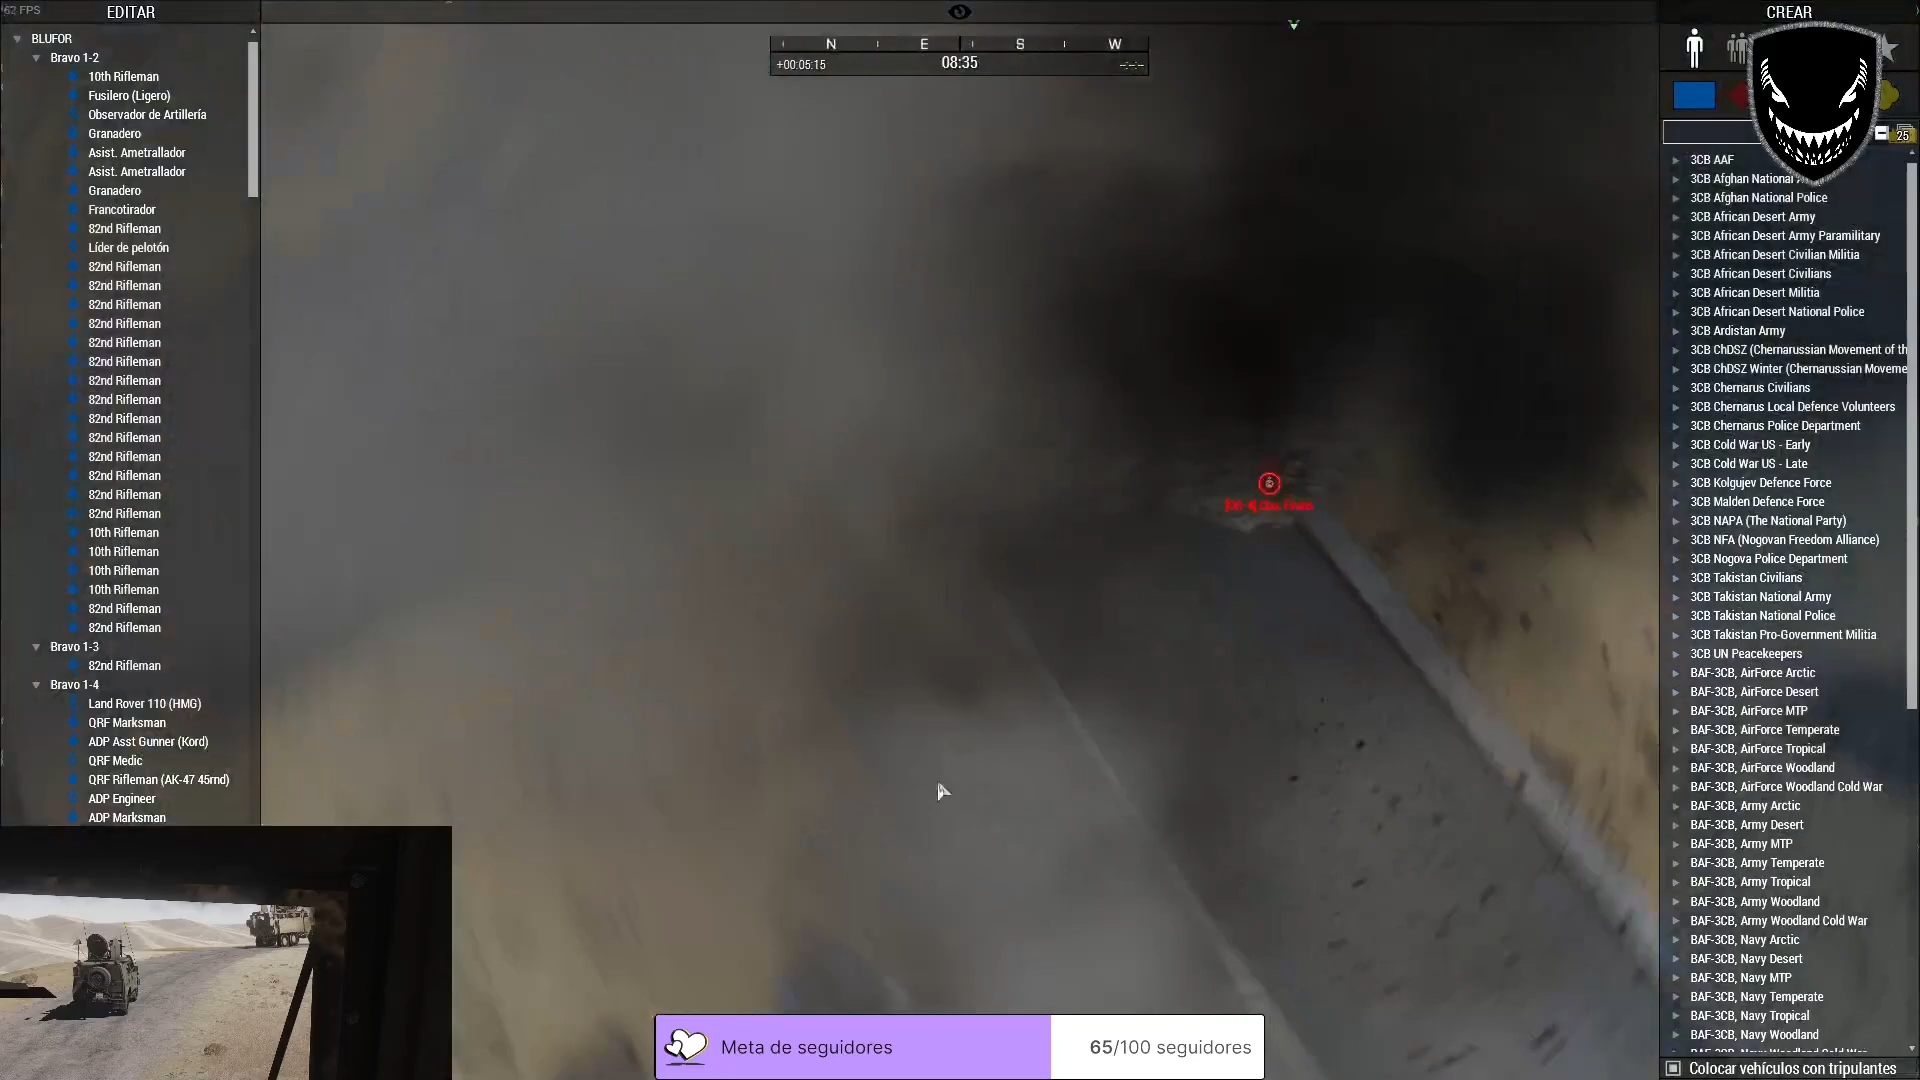 62 FPS
EDITAR
BLUFOR
Bravo 1-2
10th Rifleman
Fusilero (Ligero)
Observador de Artillería
Granadero
Asist. Ametrallador
Asist. Ametrallador
Granadero
Francotirador
82nd Rifleman
Líder de pelotón
82nd Rifleman
82nd Rifleman
82nd Rifleman
82nd Rifleman
82nd Rifleman
82nd Rifleman
82nd Rifleman
82nd Rifleman
82nd Rifleman
82nd Rifleman
82nd Rifleman
82nd Rifleman
82nd Rifleman
82nd Rifleman
10th Rifleman
10th Rifleman
10th Rifleman
10th Rifleman
82nd Rifleman
82nd Rifleman
Bravo 1-3
82nd Rifleman
Bravo 1-4
Land Rover 110 (HMG)
QRF Marksman
ADP Asst Gunner (Kord)
QRF Medic
QRF Rifleman (AK-47 45rnd)
ADP Engineer
ADP Marksman
N E S W
+00:05:15 08:35 --:--
Meta de seguidores 65/100 seguidores
CREAR
25
3CB AAF
3CB Afghan National
3CB Afghan National Police
3CB African Desert Army
3CB African Desert Army Paramilitary
3CB African Desert Civilian Militia
3CB African Desert Civilians
3CB African Desert Militia
3CB African Desert National Police
3CB Ardistan Army
3CB ChDSZ (Chernarussian Movement of th
3CB ChDSZ Winter (Chernarussian Moveme
3CB Chernarus Civilians
3CB Chernarus Local Defence Volunteers
3CB Chernarus Police Department
3CB Cold War US - Early
3CB Cold War US - Late
3CB Kolgujev Defence Force
3CB Malden Defence Force
3CB NAPA (The National Party)
3CB NFA (Nogovan Freedom Alliance)
3CB Nogova Police Department
3CB Takistan Civilians
3CB Takistan National Army
3CB Takistan National Police
3CB Takistan Pro-Government Militia
3CB UN Peacekeepers
BAF-3CB, AirForce Arctic
BAF-3CB, AirForce Desert
BAF-3CB, AirForce MTP
BAF-3CB, AirForce Temperate
BAF-3CB, AirForce Tropical
BAF-3CB, AirForce Woodland
BAF-3CB, AirForce Woodland Cold War
BAF-3CB, Army Arctic
BAF-3CB, Army Desert
BAF-3CB, Army MTP
BAF-3CB, Army Temperate
BAF-3CB, Army Tropical
BAF-3CB, Army Woodland
BAF-3CB, Army Woodland Cold War
BAF-3CB, Navy Arctic
BAF-3CB, Navy Desert
BAF-3CB, Navy MTP
BAF-3CB, Navy Temperate
BAF-3CB, Navy Tropical
BAF-3CB, Navy Woodland
BAF-3CB, Navy Woodland Cold War
Colocar vehículos con tripulantes